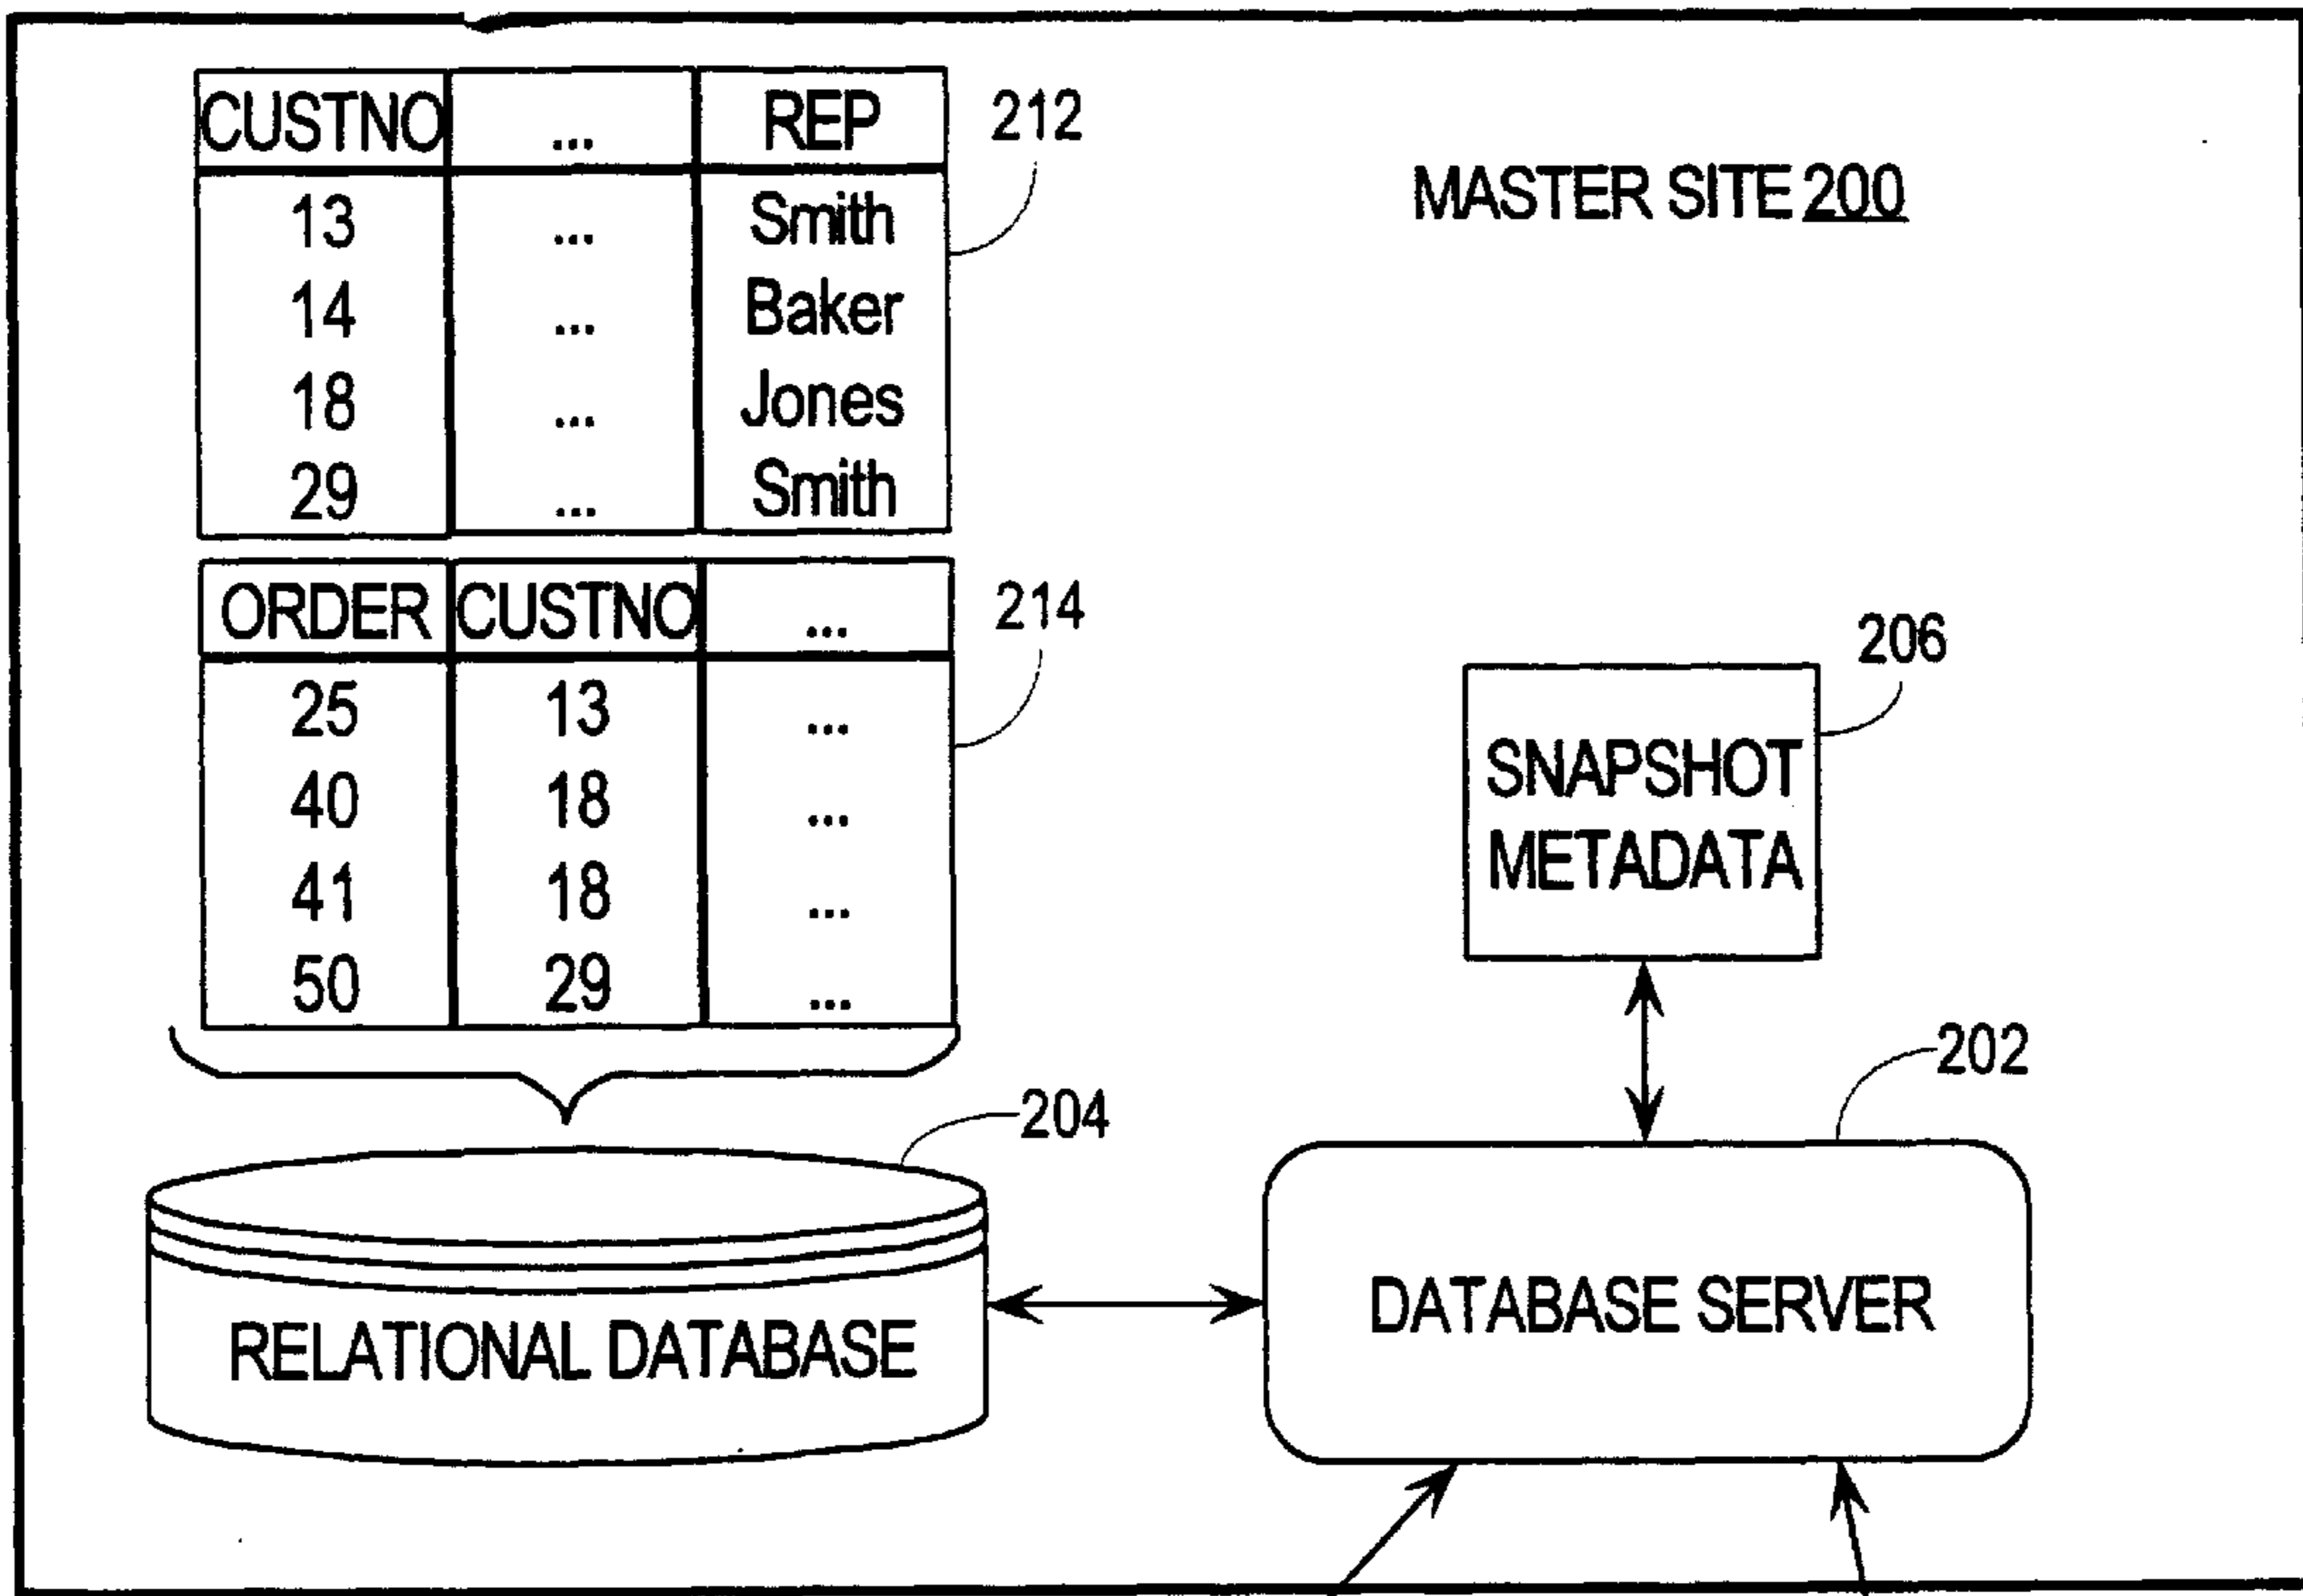 CUSTNO ... REP
13 ... Smith
14 ... Baker
18 ... Jones
29 ... Smith
212
MASTER SITE 200
ORDER CUSTNO ...
25 13 ...
40 18 ...
41 18 ...
50 29 ...
214
206
SNAPSHOT
METADATA
204
202
RELATIONAL DATABASE
DATABASE SERVER